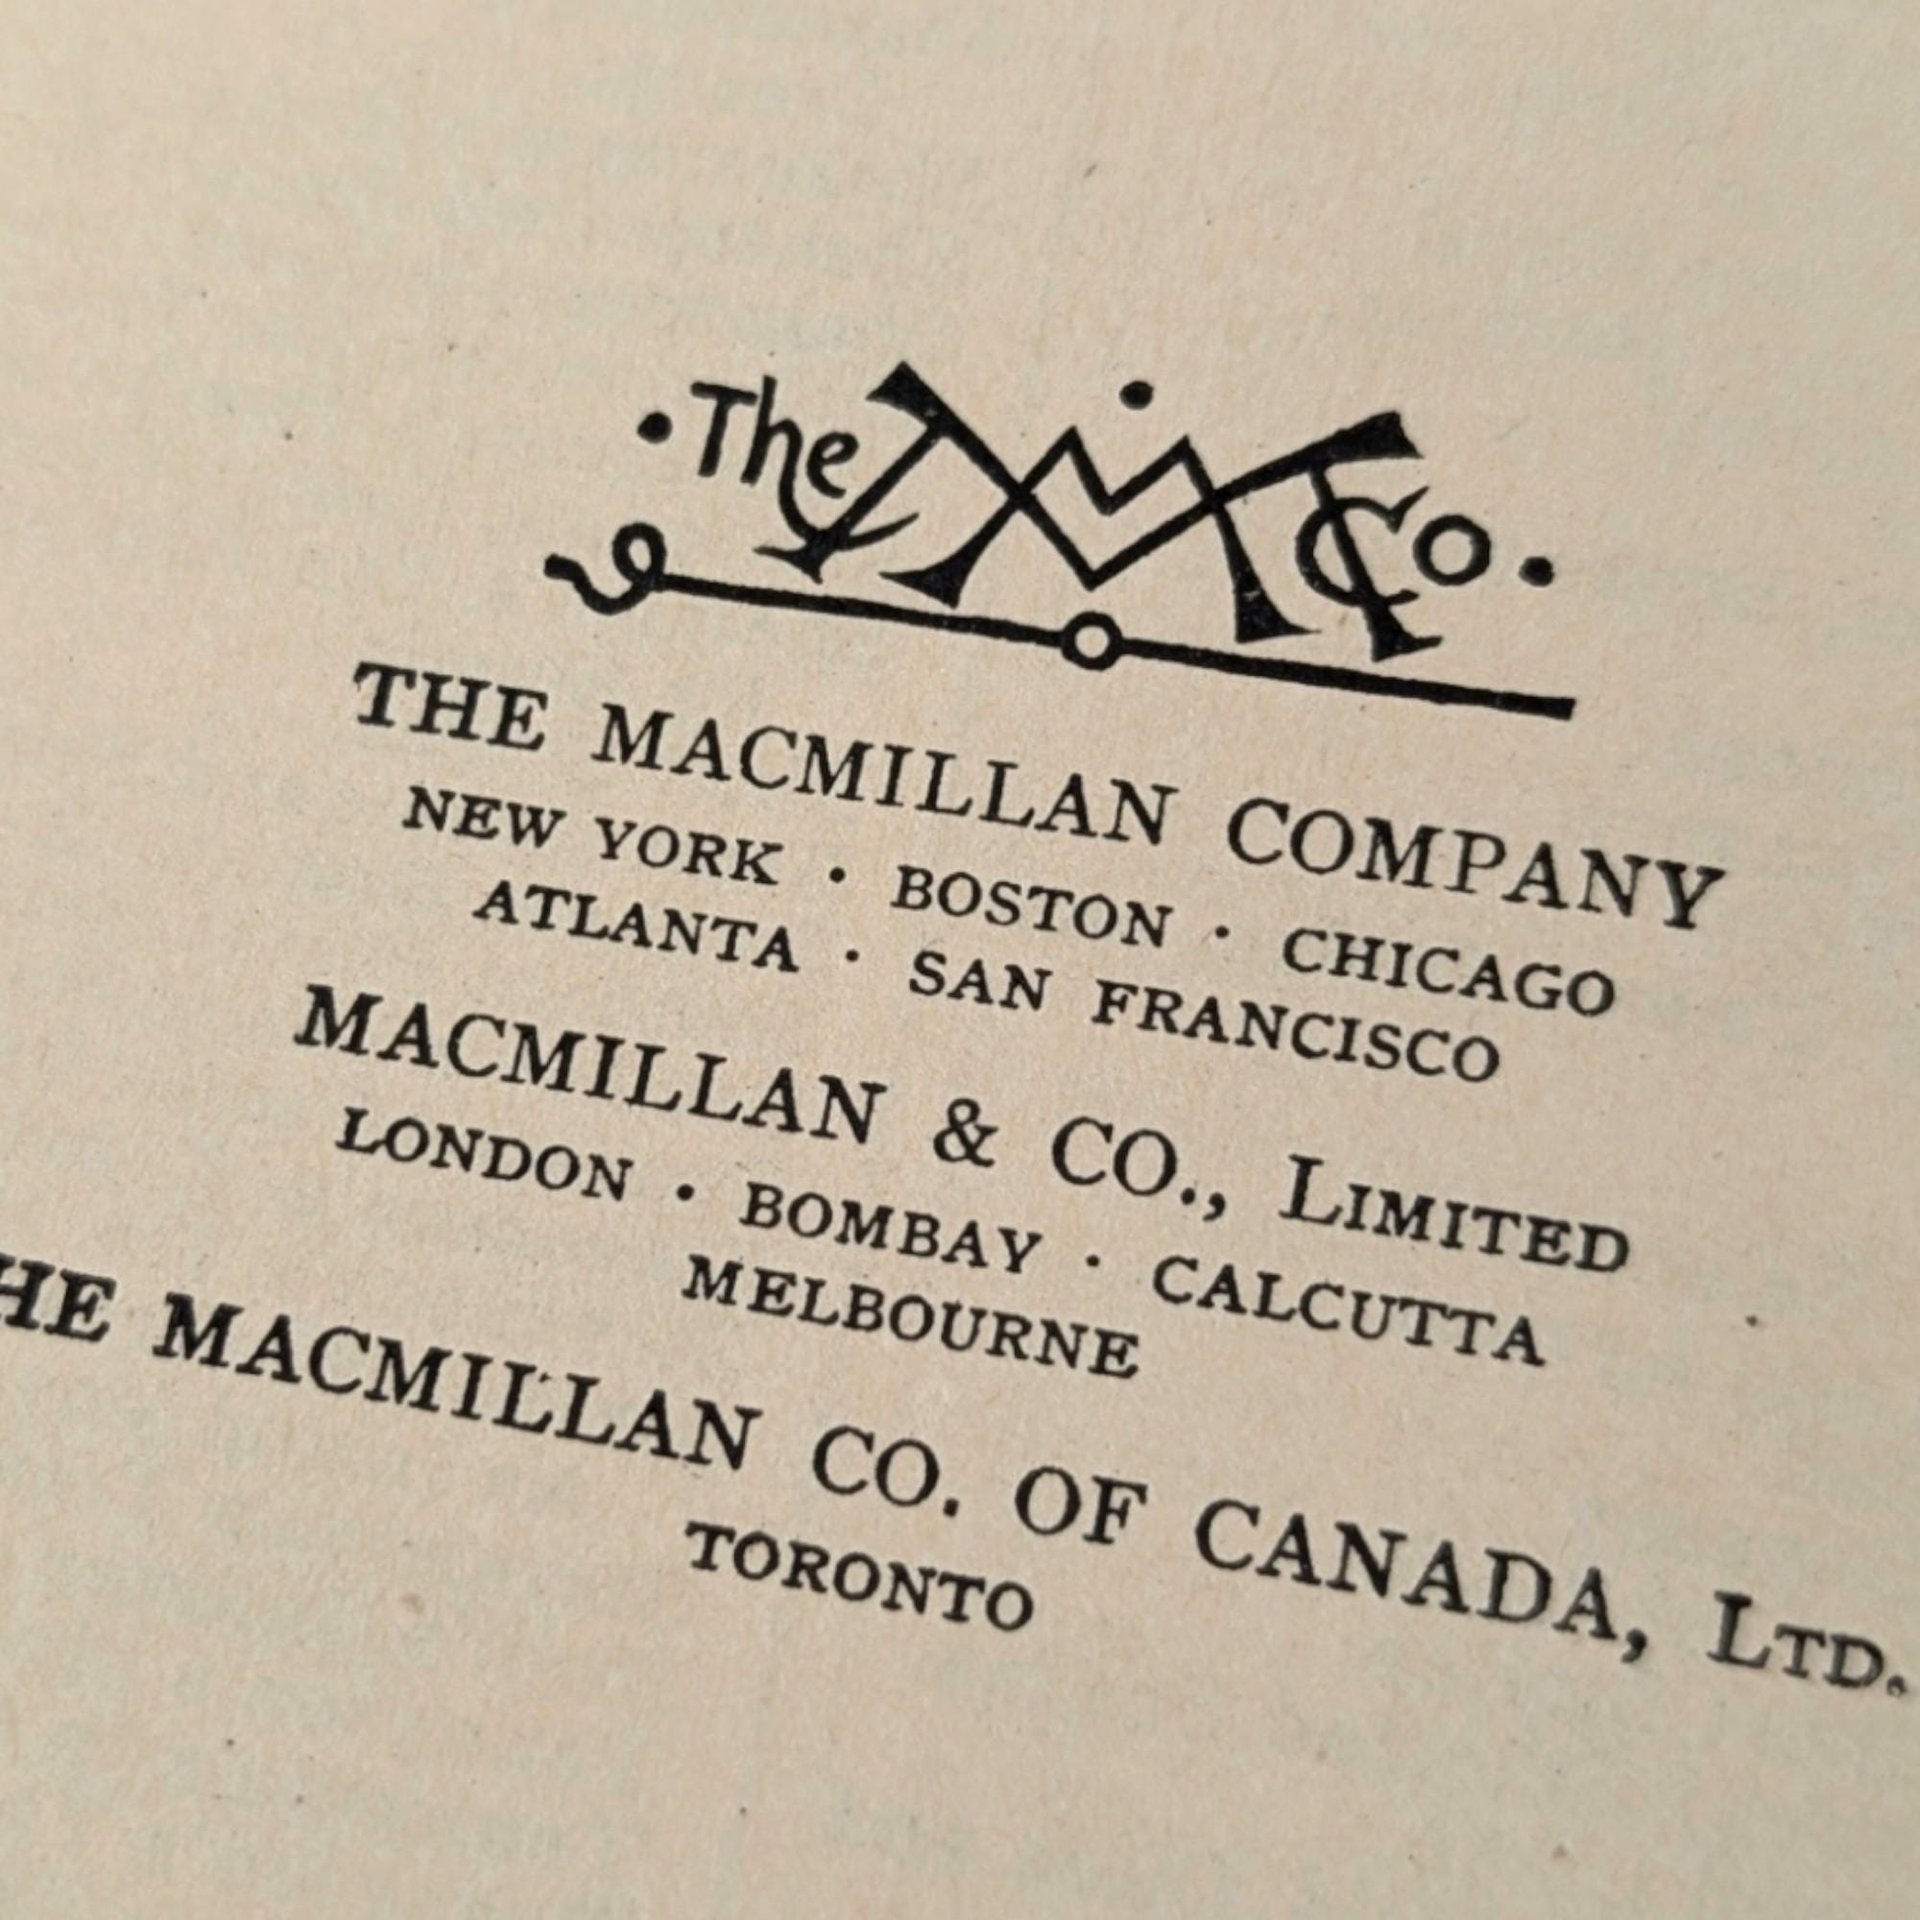 ·The MM Co.
THE MACMILLAN COMPANY
NEW YORK · BOSTON · CHICAGO
ATLANTA · SAN FRANCISCO
MACMILLAN & CO., LIMITED
LONDON · BOMBAY · CALCUTTA
MELBOURNE
HE MACMILLAN CO. OF CANADA, LTD.
TORONTO